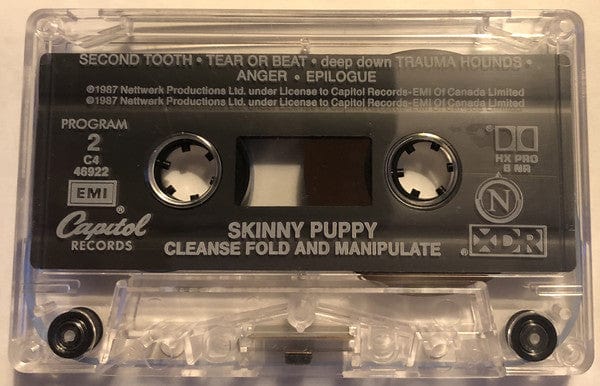 SECOND TOOTH • TEAR OR BEAT • deep down TRAUMA HOUNDS •
ANGER • EPILOGUE
℗1987 Nettwerk Productions Ltd. under License to Capitol Records-EMI Of Canada Limited
©1987 Nettwerk Productions Ltd. under License to Capitol Records-EMI Of Canada Limited
PROGRAM
2
C4
46922
EMI
Capitol®
RECORDS
HX PRO
B NR
N
®XDR
SKINNY PUPPY
CLEANSE FOLD AND MANIPULATE